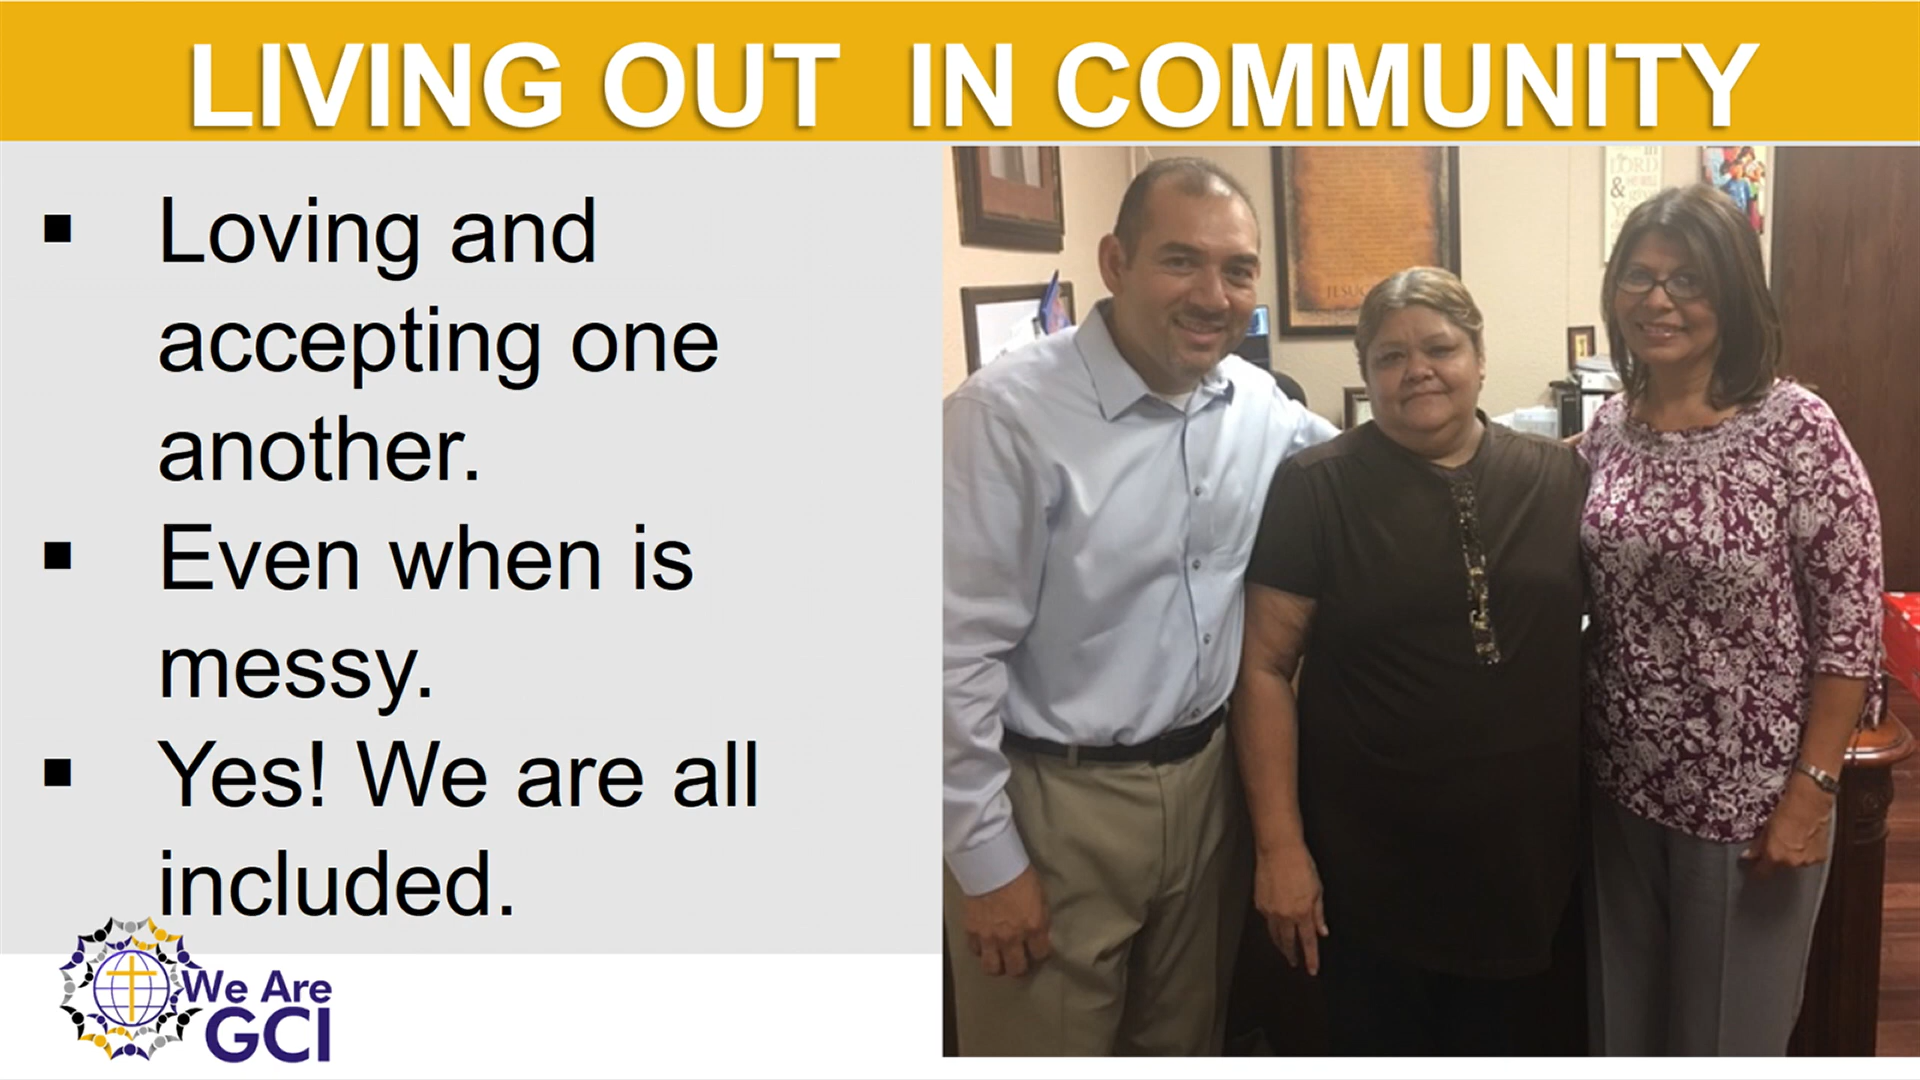 LIVING OUT IN COMMUNITY
▪ Loving and
accepting one
another.
▪ Even when is
messy.
▪ Yes! We are all
included.
We Are
GCI
LORD
&